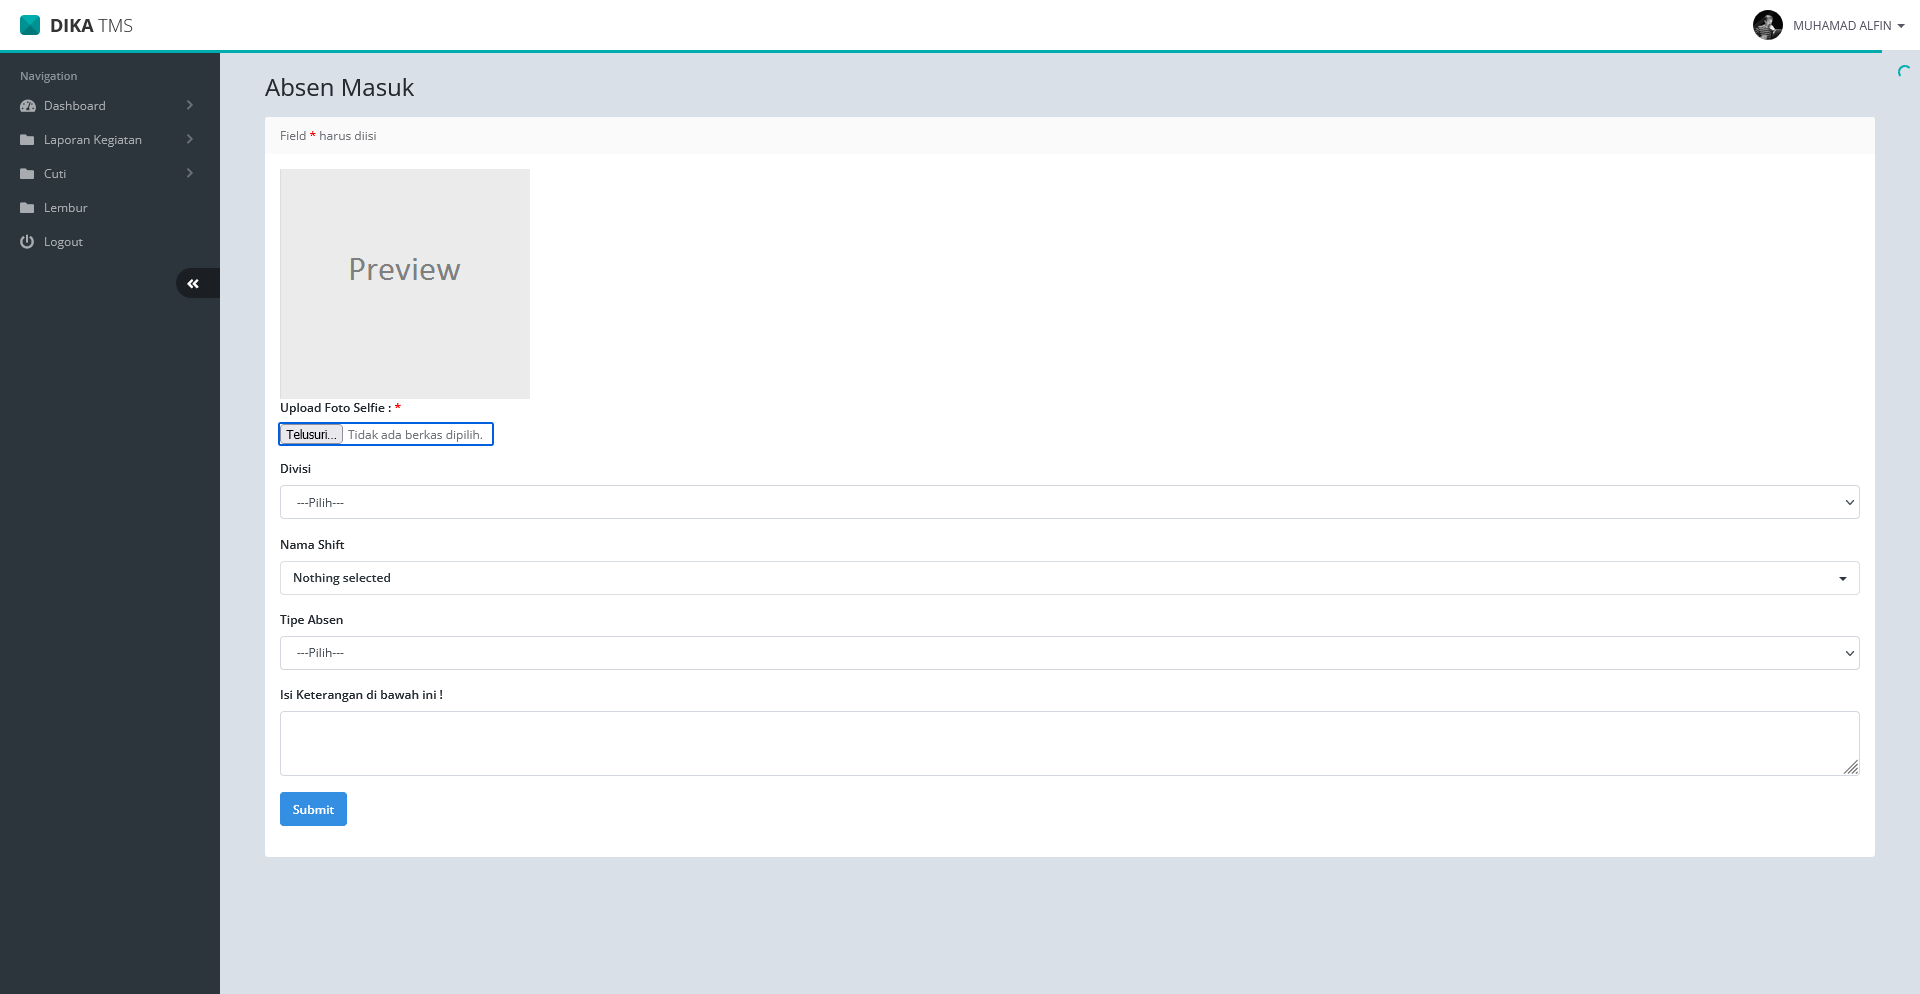 DIKA TMS
MUHAMAD ALFIN
Navigation
Dashboard
Laporan Kegiatan
Cuti
Lembur
Logout
Absen Masuk
Field * harus diisi
Preview
Upload Foto Selfie : *
Telusuri... Tidak ada berkas dipilih.
Divisi
---Pilih---
Nama Shift
Nothing selected
Tipe Absen
---Pilih---
Isi Keterangan di bawah ini !
Submit